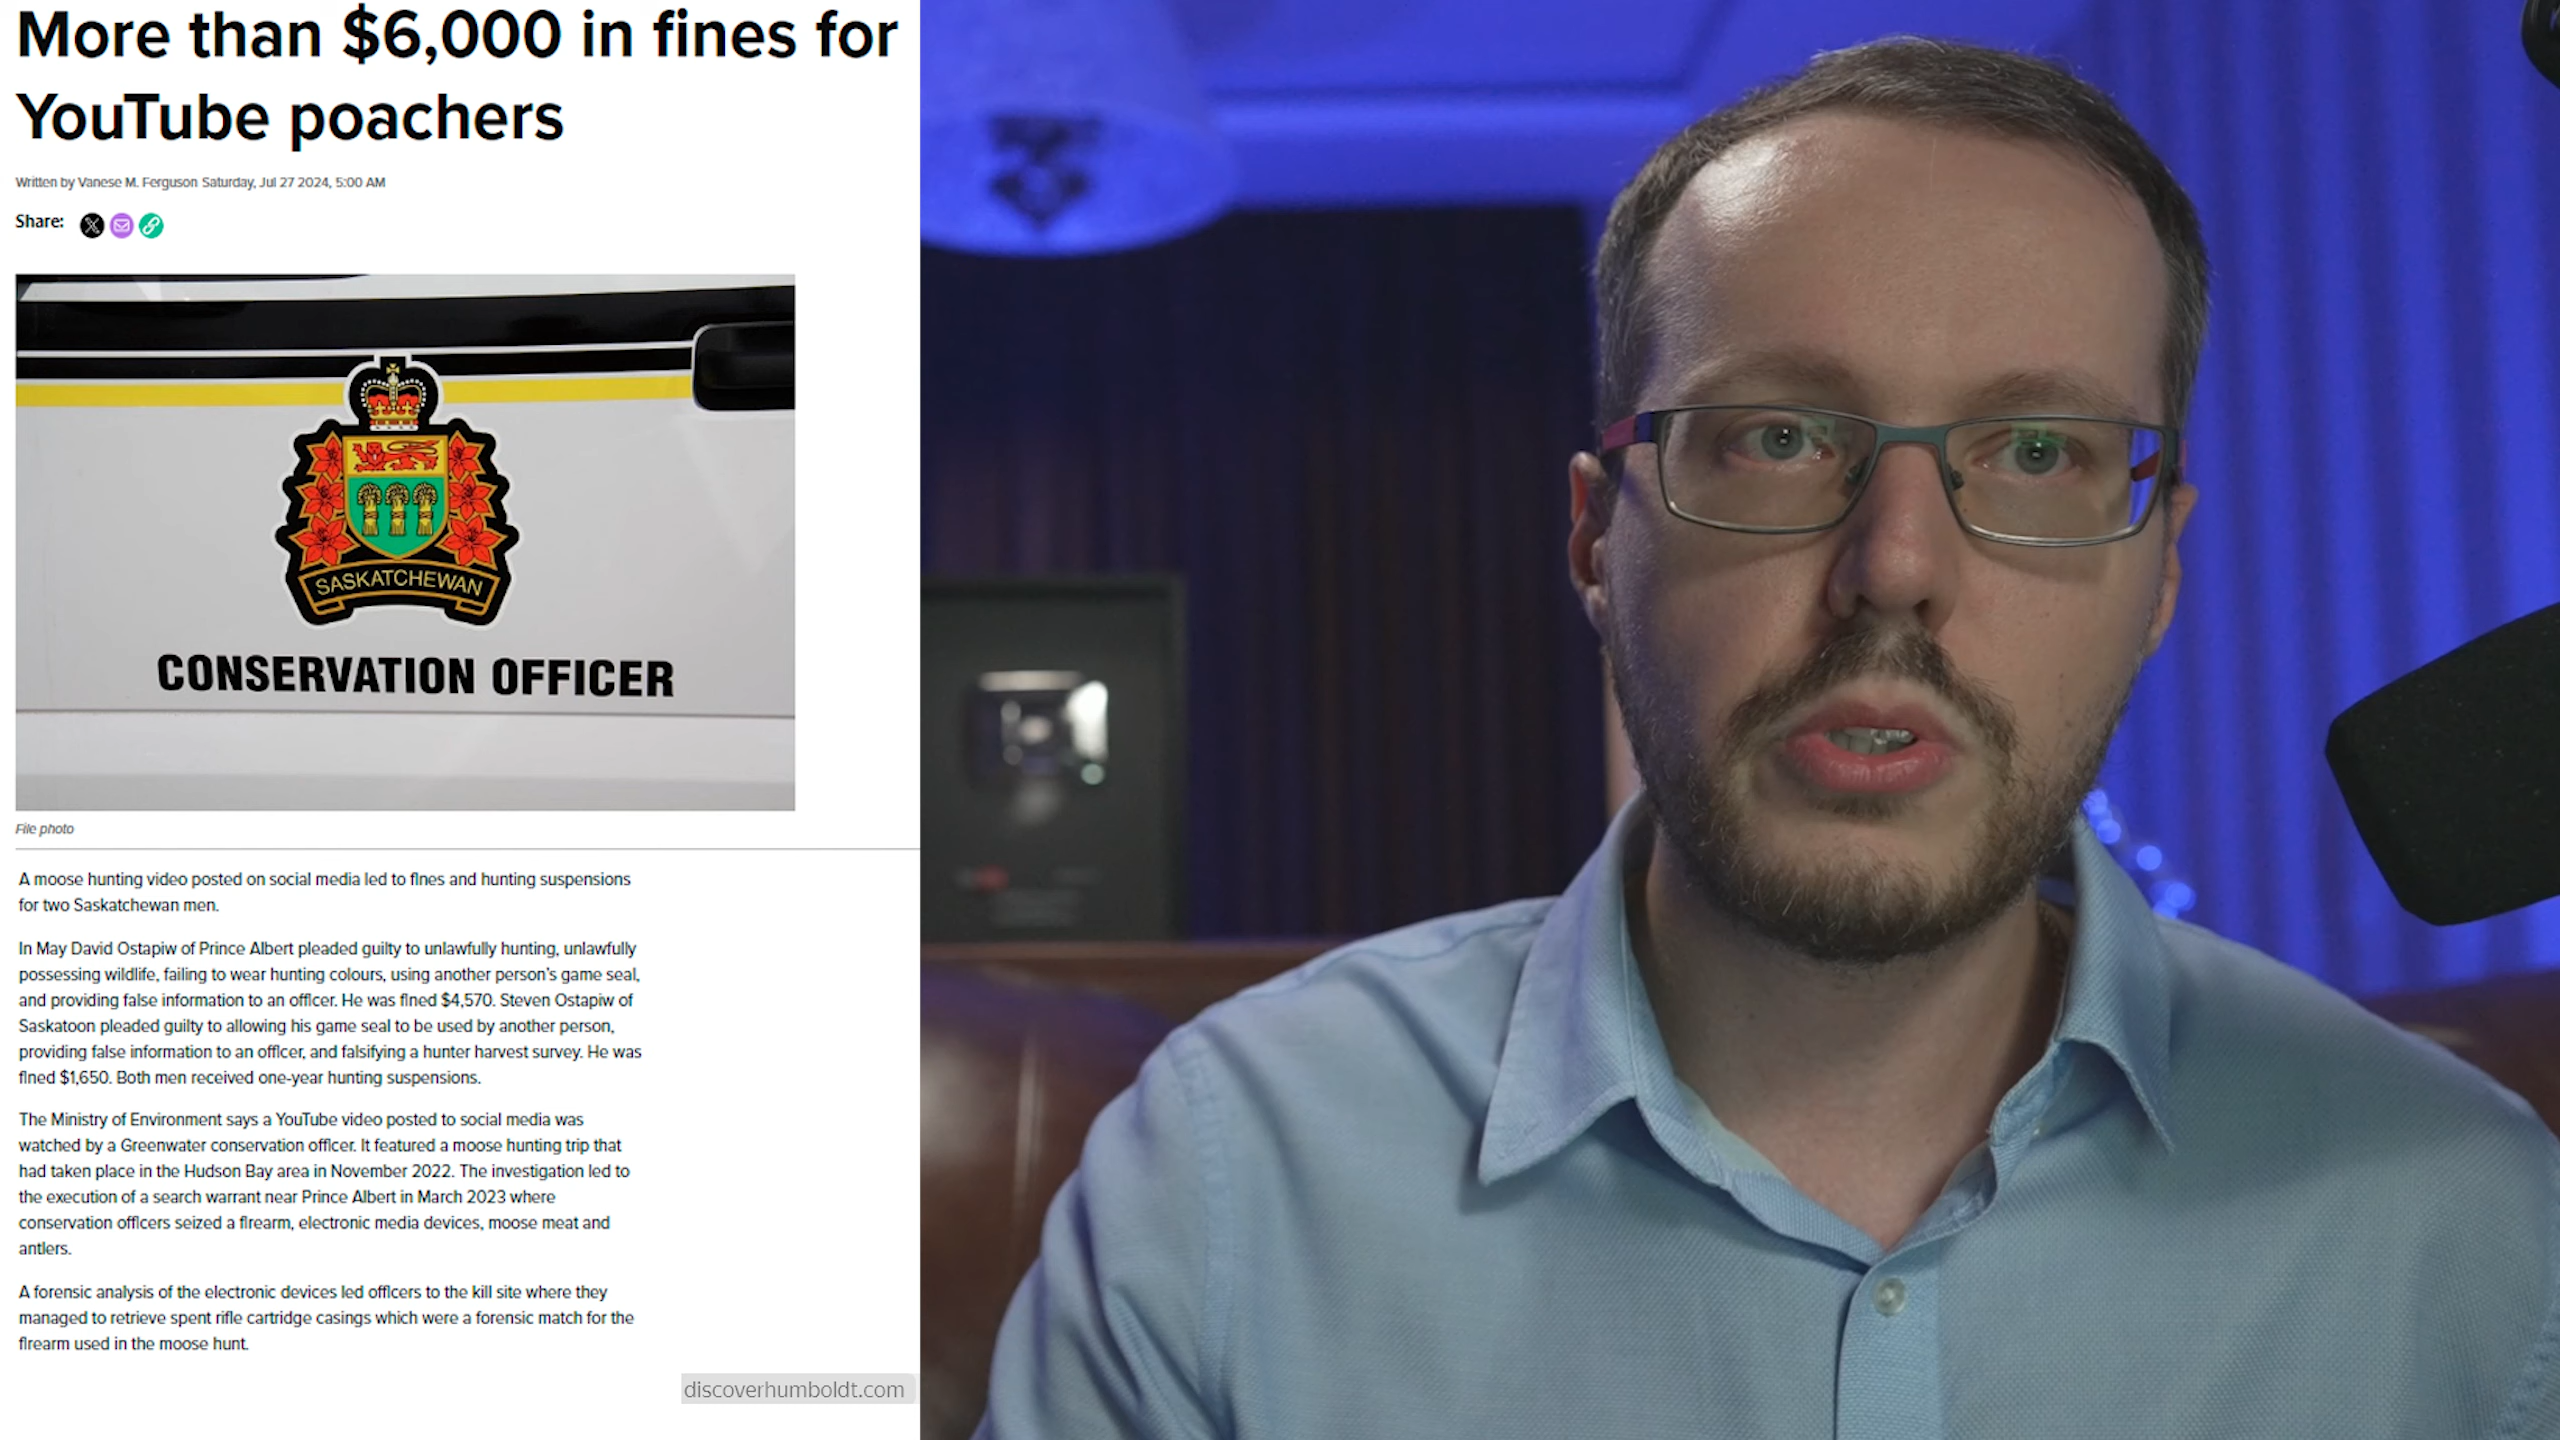 More than $6,000 in fines for
YouTube poachers
Written by Vanese M. Ferguson Saturday, Jul 27 2024, 5:00 AM
Share:
SASKATCHEWAN
CONSERVATION OFFICER
File photo
A moose hunting video posted on social media led to fines and hunting suspensions
for two Saskatchewan men.
In May David Ostapiw of Prince Albert pleaded guilty to unlawfully hunting, unlawfully
possessing wildlife, failing to wear hunting colours, using another person's game seal,
and providing false information to an officer. He was fined $4,570. Steven Ostapiw of
Saskatoon pleaded guilty to allowing his game seal to be used by another person,
providing false information to an officer, and falsifying a hunter harvest survey. He was
fined $1,650. Both men received one-year hunting suspensions.
The Ministry of Environment says a YouTube video posted to social media was
watched by a Greenwater conservation officer. It featured a moose hunting trip that
had taken place in the Hudson Bay area in November 2022. The investigation led to
the execution of a search warrant near Prince Albert in March 2023 where
conservation officers seized a firearm, electronic media devices, moose meat and
antlers.
A forensic analysis of the electronic devices led officers to the kill site where they
managed to retrieve spent rifle cartridge casings which were a forensic match for the
firearm used in the moose hunt.
discoverhumboldt.com